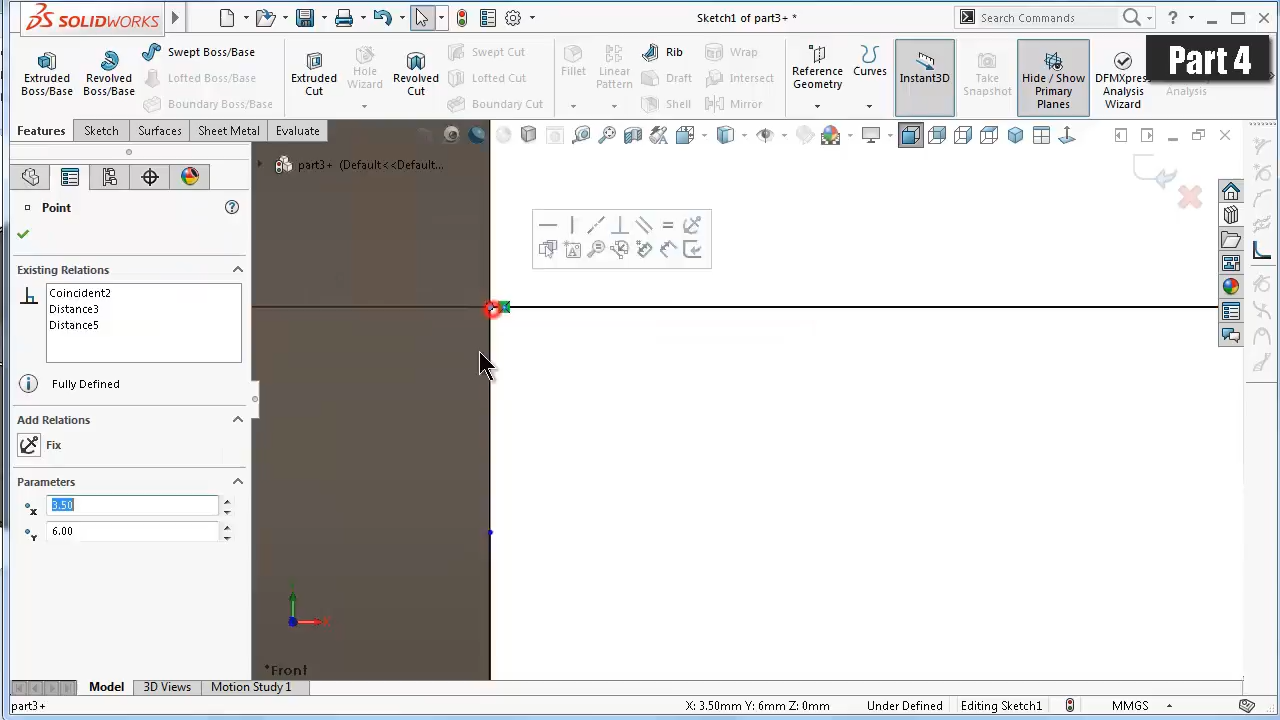 SOLIDWORKS
Sketch1 of part3+ *
Search Commands
Part 4
Extruded Boss/Base
Revolved Boss/Base
Swept Boss/Base
Lofted Boss/Base
Boundary Boss/Base
Extruded Cut
Hole Wizard
Revolved Cut
Swept Cut
Lofted Cut
Boundary Cut
Fillet
Linear Pattern
Rib
Draft
Shell
Wrap
Intersect
Mirror
Reference Geometry
Curves
Instant3D
Take Snapshot
Hide / Show Primary Planes
DFMXpress Analysis Wizard
Analysis
Features
Sketch
Surfaces
Sheet Metal
Evaluate
part3+ (Default<<Default...
Point
Existing Relations
Coincident2
Distance3
Distance5
Fully Defined
Add Relations
Fix
Parameters
X 3.50
Y 6.00
*Front
Model
3D Views
Motion Study 1
part3+
X: 3.50mm Y: 6mm Z: 0mm
Under Defined
Editing Sketch1
MMGS